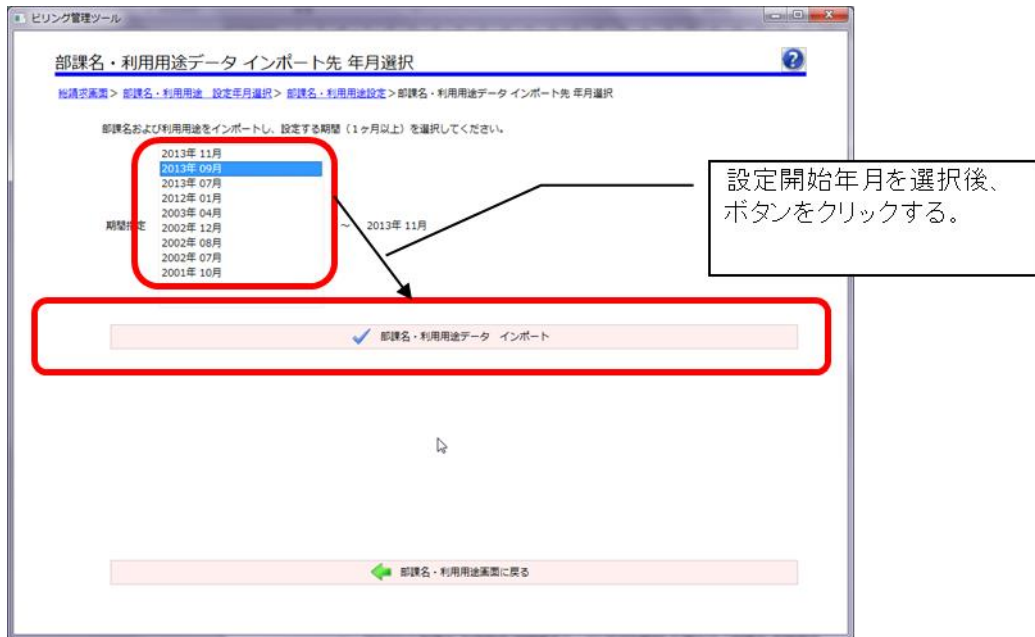 ビリング管理ツール
部課名・利用用途データ インポート先 年月選択
総請求画面 > 部課名・利用用途 設定年月選択 > 部課名・利用用途設定 > 部課名・利用用途データ インポート先 年月選択
部課名および利用用途をインポートし、設定する期間（１ヶ月以上）を選択してください。
2013年 11月
2013年 09月
2013年 07月
2012年 01月
2003年 04月
期間指定
2002年 12月
～ 2013年 11月
2002年 08月
2002年 07月
2001年 10月
設定開始年月を選択後、
ボタンをクリックする。
部課名・利用用途データ インポート
部課名・利用用途画面に戻る